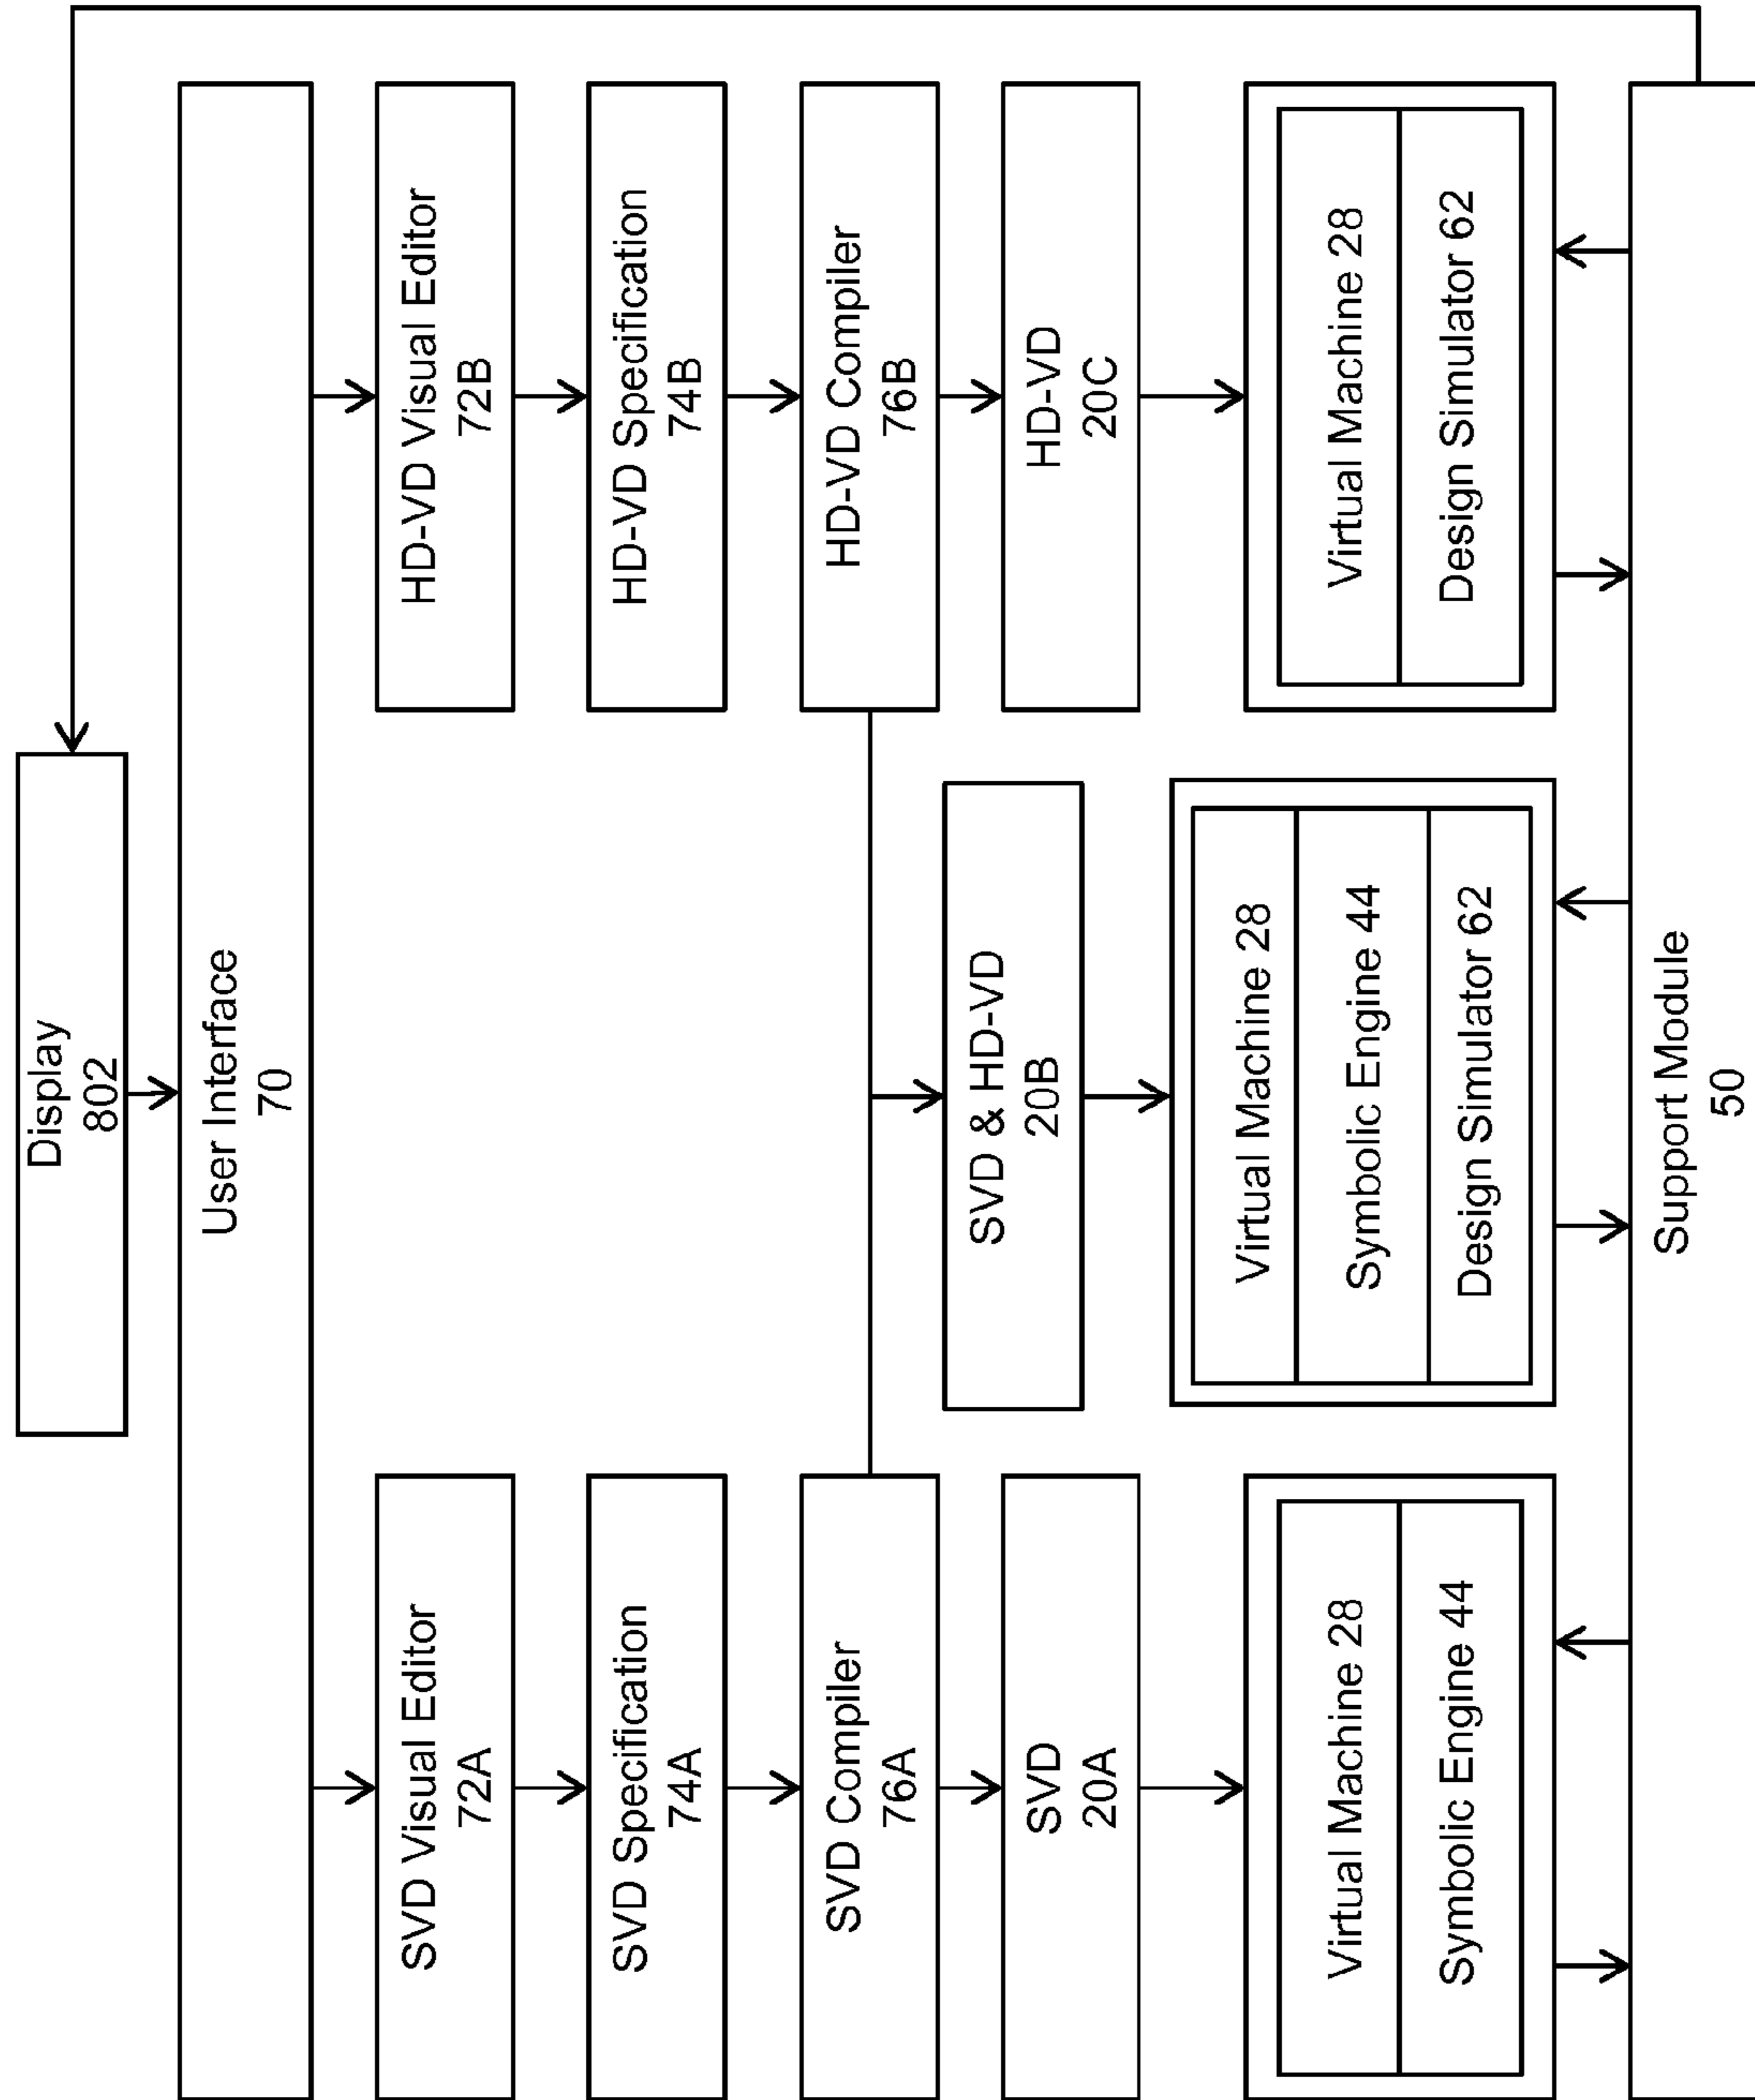 Display
802
User Interface
70
SVD Visual Editor
72A
HD-VD Visual Editor
72B
SVD Specification
74A
HD-VD Specification
74B
SVD Compiler
76A
HD-VD Compiler
76B
SVD
20A
SVD & HD-VD
20B
HD-VD
20C
Virtual Machine 28
Symbolic Engine 44
Virtual Machine 28
Symbolic Engine 44
Design Simulator 62
Virtual Machine 28
Design Simulator 62
Support Module
50